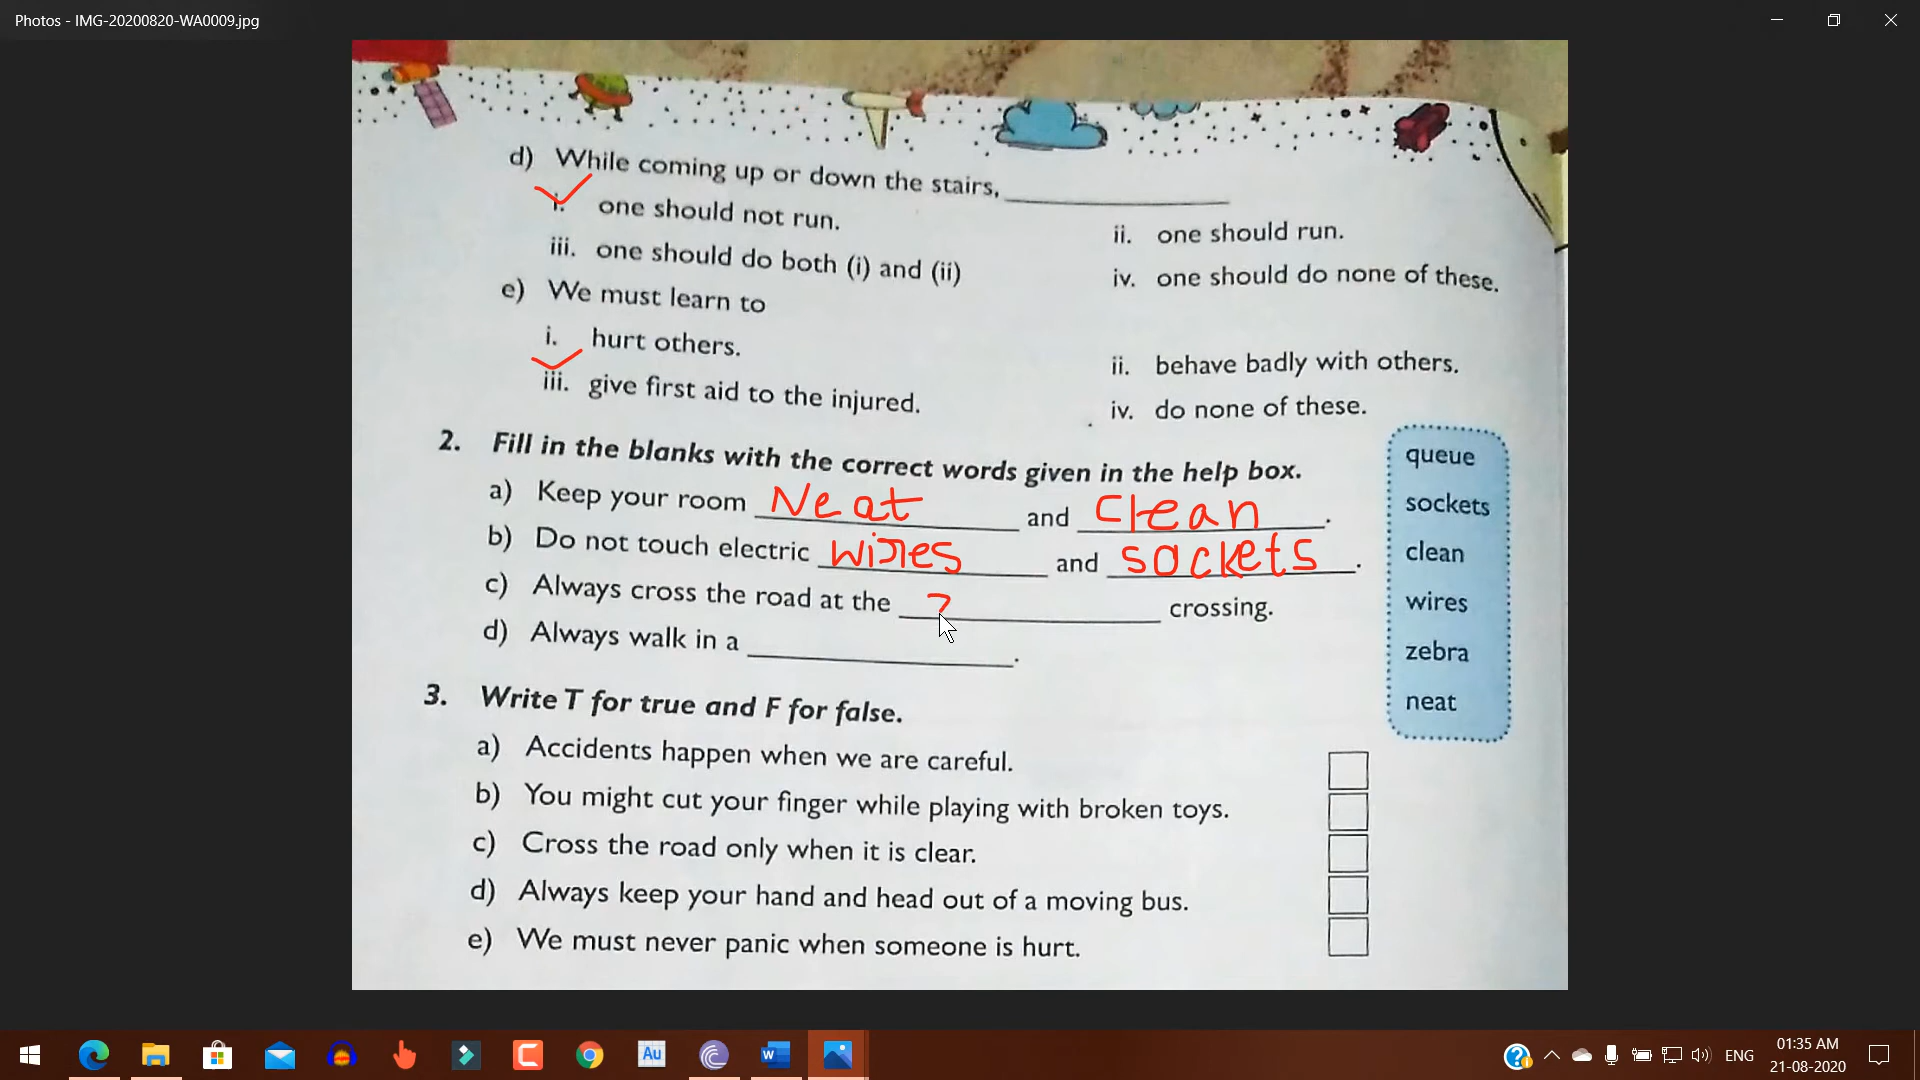 Photos - IMG-20200820-WA0009.jpg
d) While coming up or down the stairs, ____________
i. one should not run.
ii. one should run.
iii. one should do both (i) and (ii)
iv. one should do none of these.
e) We must learn to
i. hurt others.
ii. behave badly with others.
iii. give first aid to the injured.
iv. do none of these.
2. Fill in the blanks with the correct words given in the help box.
a) Keep your room Neat and clean.
b) Do not touch electric wires and sockets.
c) Always cross the road at the ____________ crossing.
d) Always walk in a ____________.
queue
sockets
clean
wires
zebra
neat
3. Write T for true and F for false.
a) Accidents happen when we are careful.
b) You might cut your finger while playing with broken toys.
c) Cross the road only when it is clear.
d) Always keep your hand and head out of a moving bus.
e) We must never panic when someone is hurt.
Au
W
ENG
01:35 AM
21-08-2020